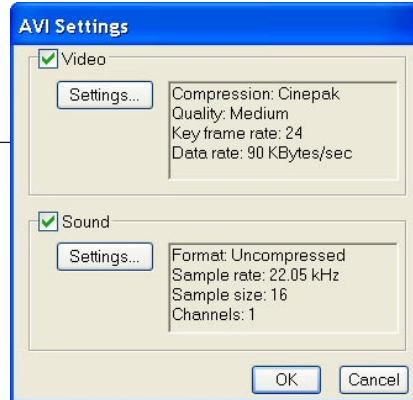 AVI Settings
Video
Settings...
Compression: Cinepak
Quality: Medium
Key frame rate: 24
Data rate: 90 KBytes/sec
Sound
Settings...
Format: Uncompressed
Sample rate: 22.05 kHz
Sample size: 16
Channels: 1
OK
Cancel